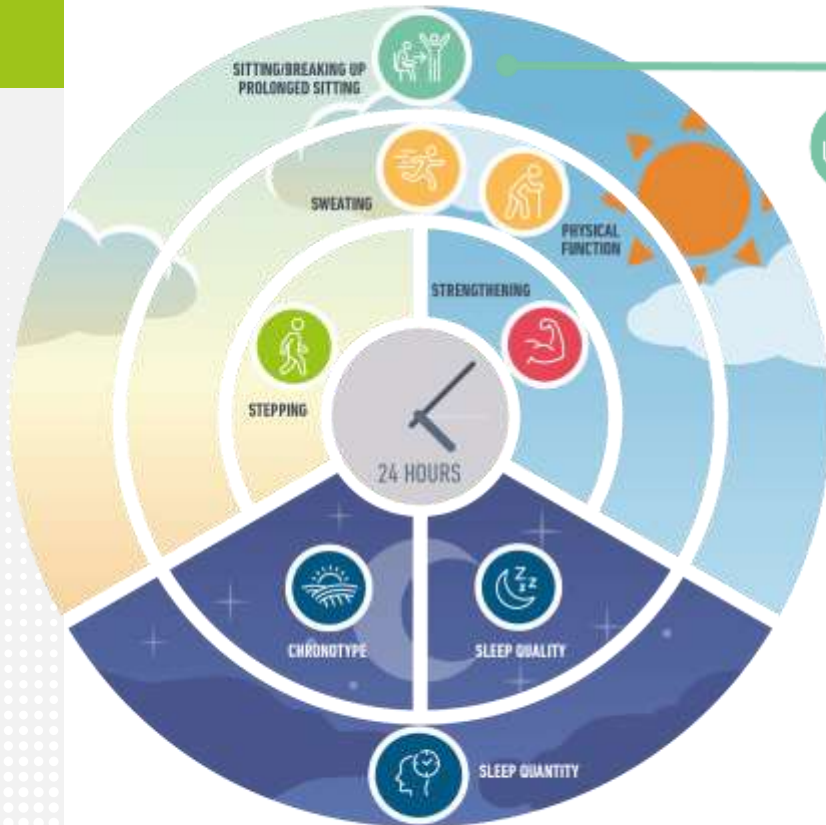 SITTING/BREAKING UP
PROLONGED SITTING
SWEATING
PHYSICAL
FUNCTION
STRENGTHENING
STEPPING
24 HOURS
CHRONOTYPE
SLEEP QUALITY
SLEEP QUANTITY